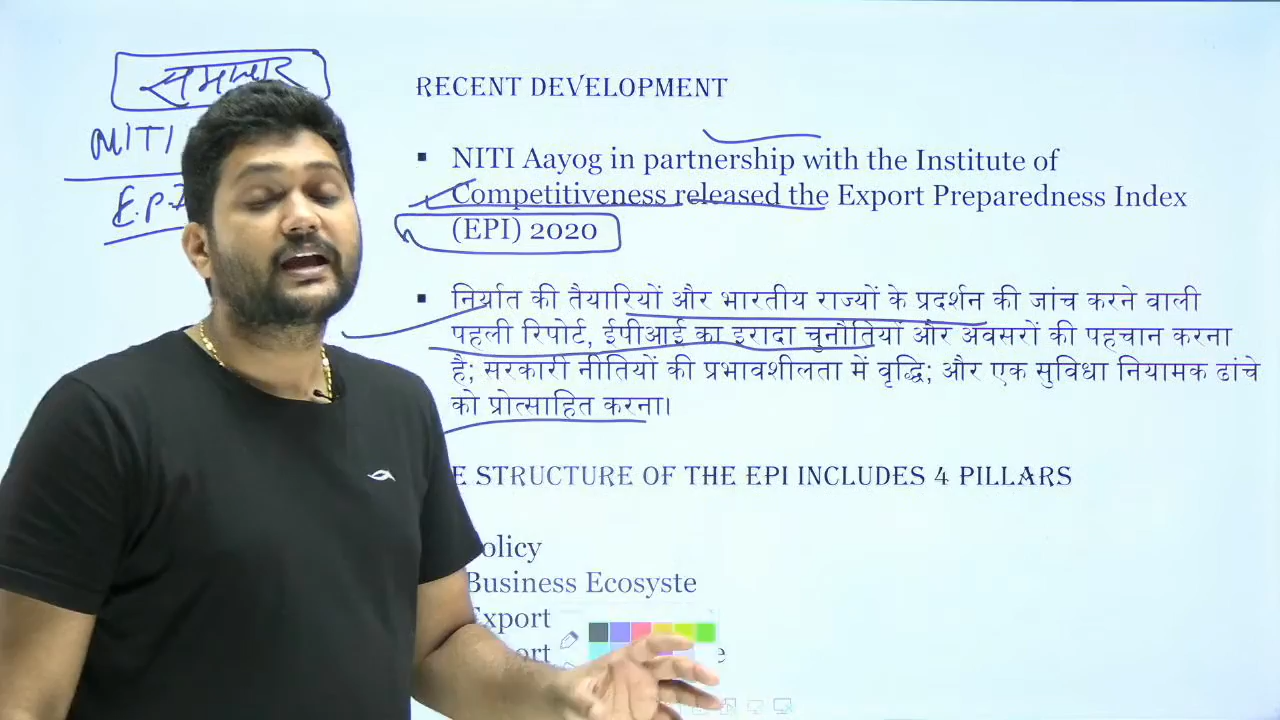 समाचार
NITI
E.P.
RECENT DEVELOPMENT
▪ NITI Aayog in partnership with the Institute of
Competitiveness released the Export Preparedness Index
(EPI) 2020
▪ निर्यात की तैयारियों और भारतीय राज्यों के प्रदर्शन की जांच करने वाली
पहली रिपोर्ट, ईपीआई का इरादा चुनौतियों और अवसरों की पहचान करना
है; सरकारी नीतियों की प्रभावशीलता में वृद्धि; और एक सुविधा नियामक ढांचे
को प्रोत्साहित करना।
E STRUCTURE OF THE EPI INCLUDES 4 PILLARS
olicy
Business Ecosyste
Export